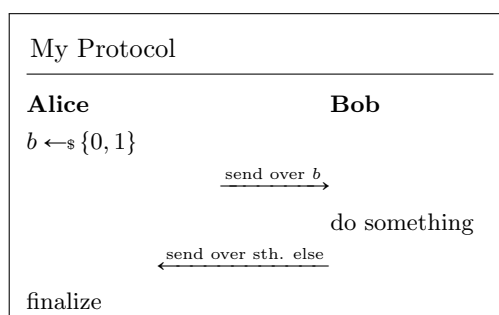 My Protocol
Alice Bob
b ←$ {0, 1}
send over b
do something
send over sth. else
finalize